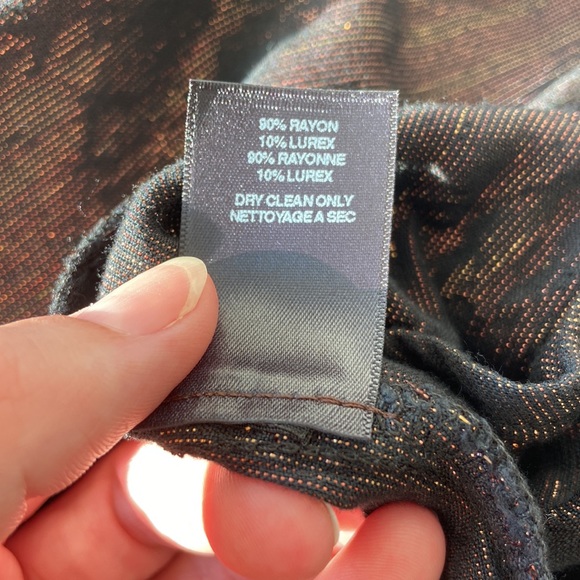 90% RAYON
10% LUREX
90% RAYONNE
10% LUREX
DRY CLEAN ONLY
NETTOYAGE A SEC